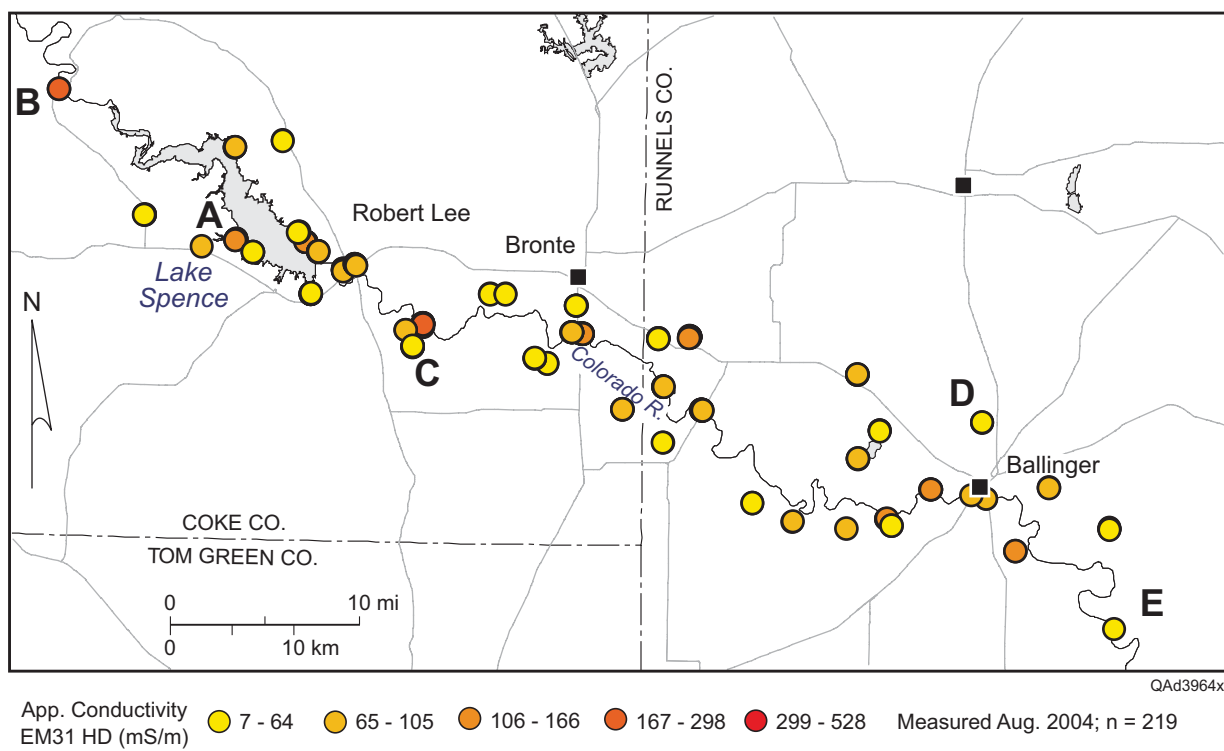 B
RUNNELS CO.
A
Robert Lee
Bronte
Lake
Spence
N
C
Colorado R.
D
Ballinger
COKE CO.
TOM GREEN CO.
0 10 mi
0 10 km
E
QAd3964x
App. Conductivity
EM31 HD (mS/m)
7 - 64 65 - 105 106 - 166 167 - 298 299 - 528 Measured Aug. 2004; n = 219